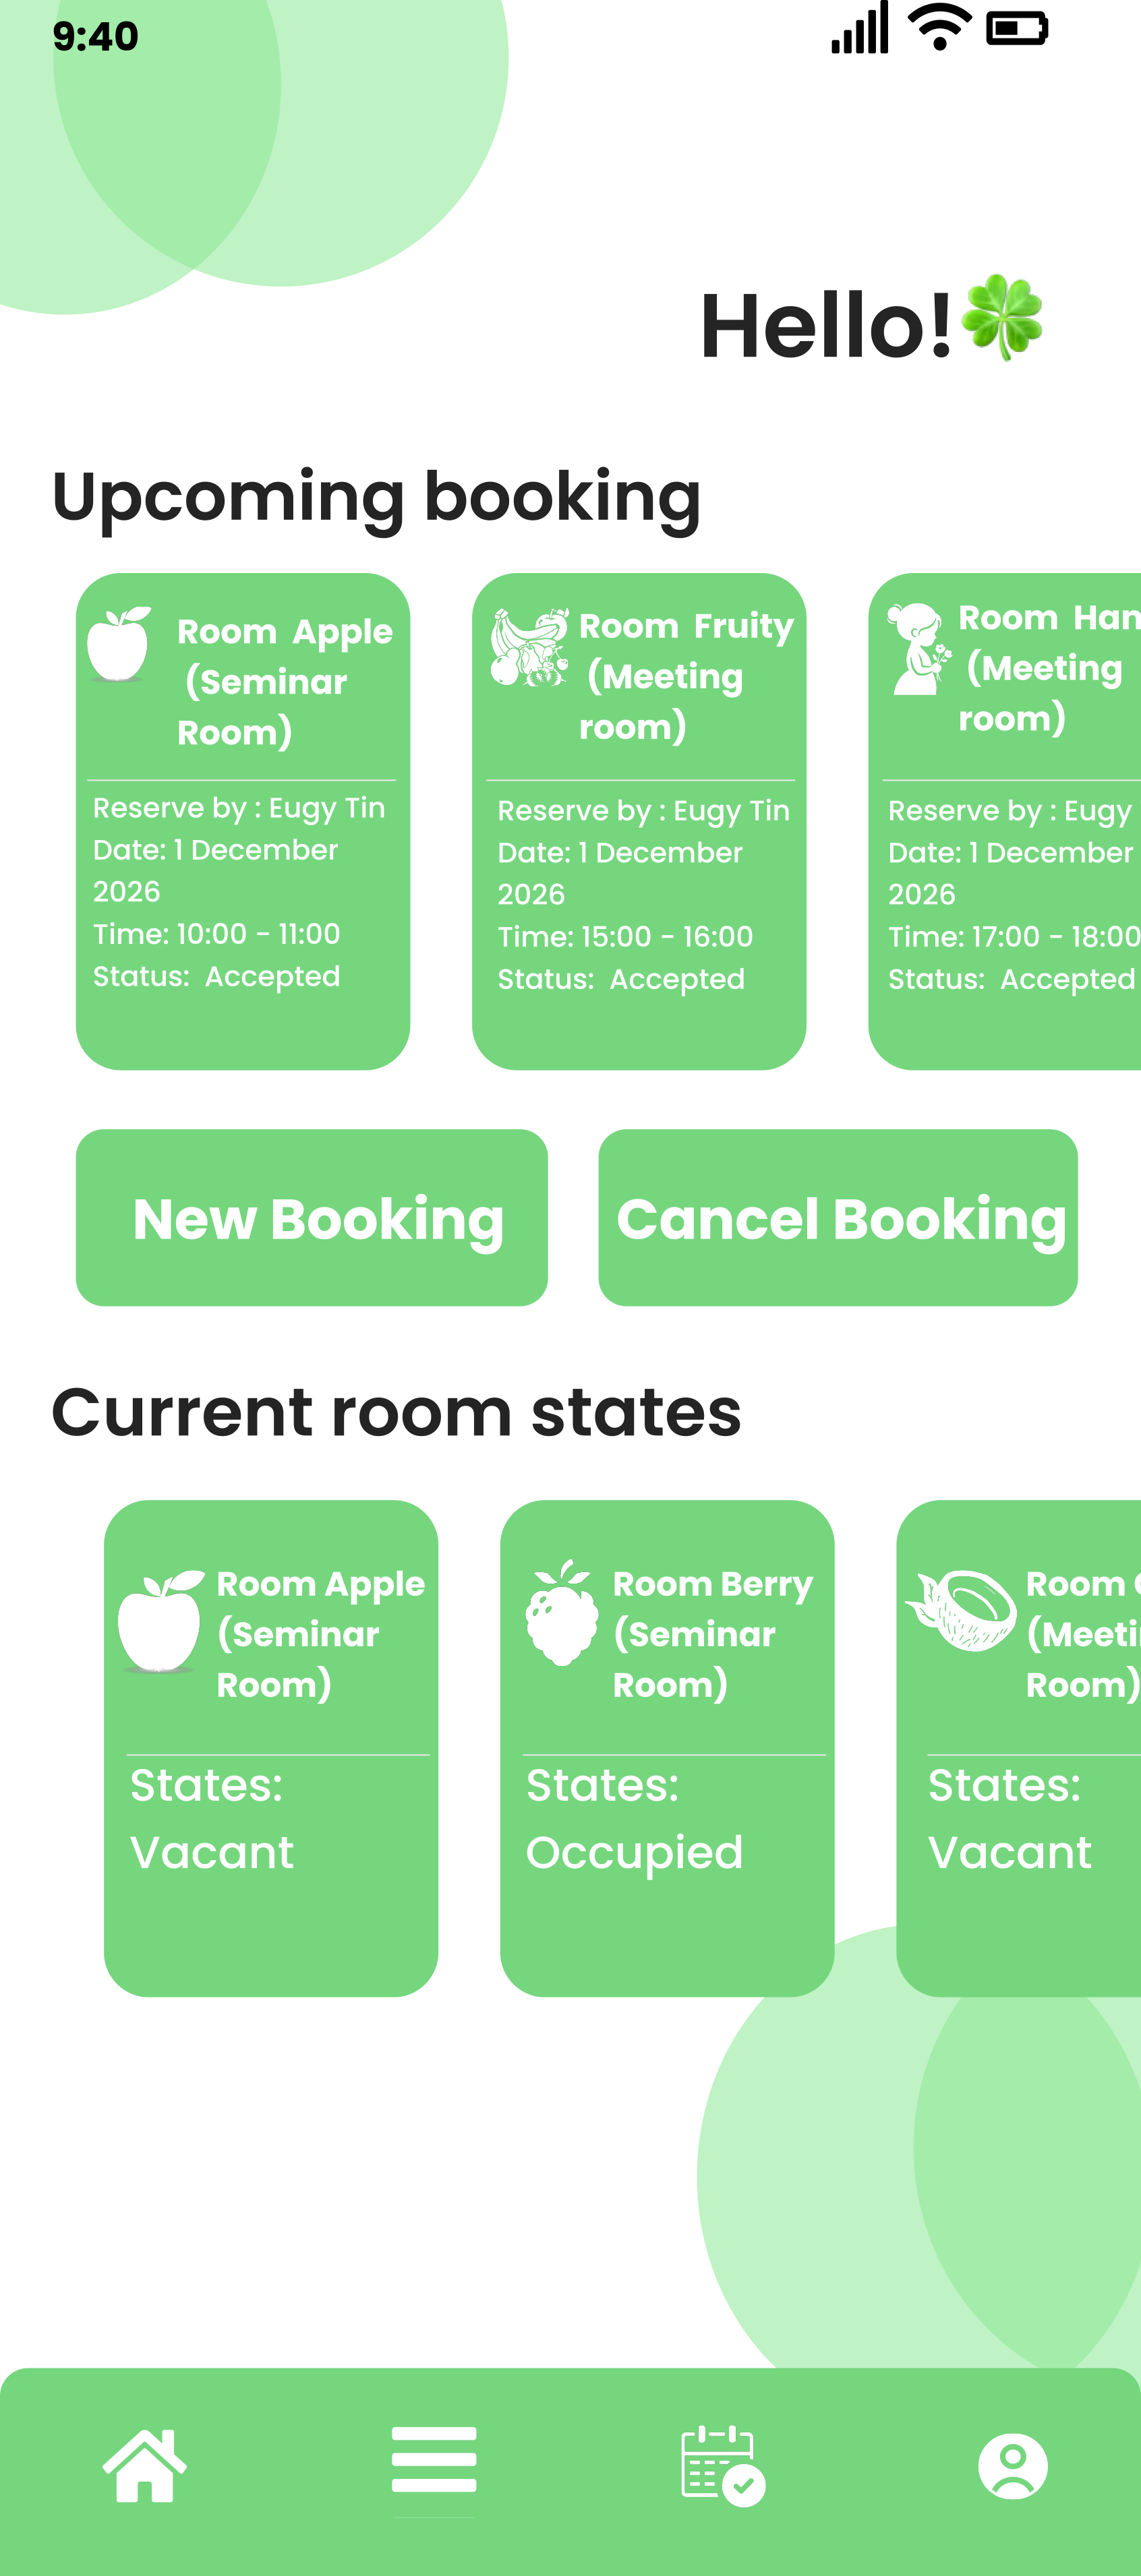 9:40
Hello!
Upcoming booking
Room Apple
(Seminar
Room)
Reserve by : Eugy Tin
Date: 1 December
2026
Time: 10:00 - 11:00
Status: Accepted
Room Fruity
(Meeting
room)
Reserve by : Eugy Tin
Date: 1 December
2026
Time: 15:00 - 16:00
Status: Accepted
Room
(Meeting
room)
Reserve by : Eugy
Date: 1 December
2026
Time: 17:00 - 18:00
Status: Accepted
New Booking
Cancel Booking
Current room states
Room Apple
(Seminar
Room)
States:
Vacant
Room Berry
(Seminar
Room)
States:
Occupied
Room
Room)
States:
Vacant